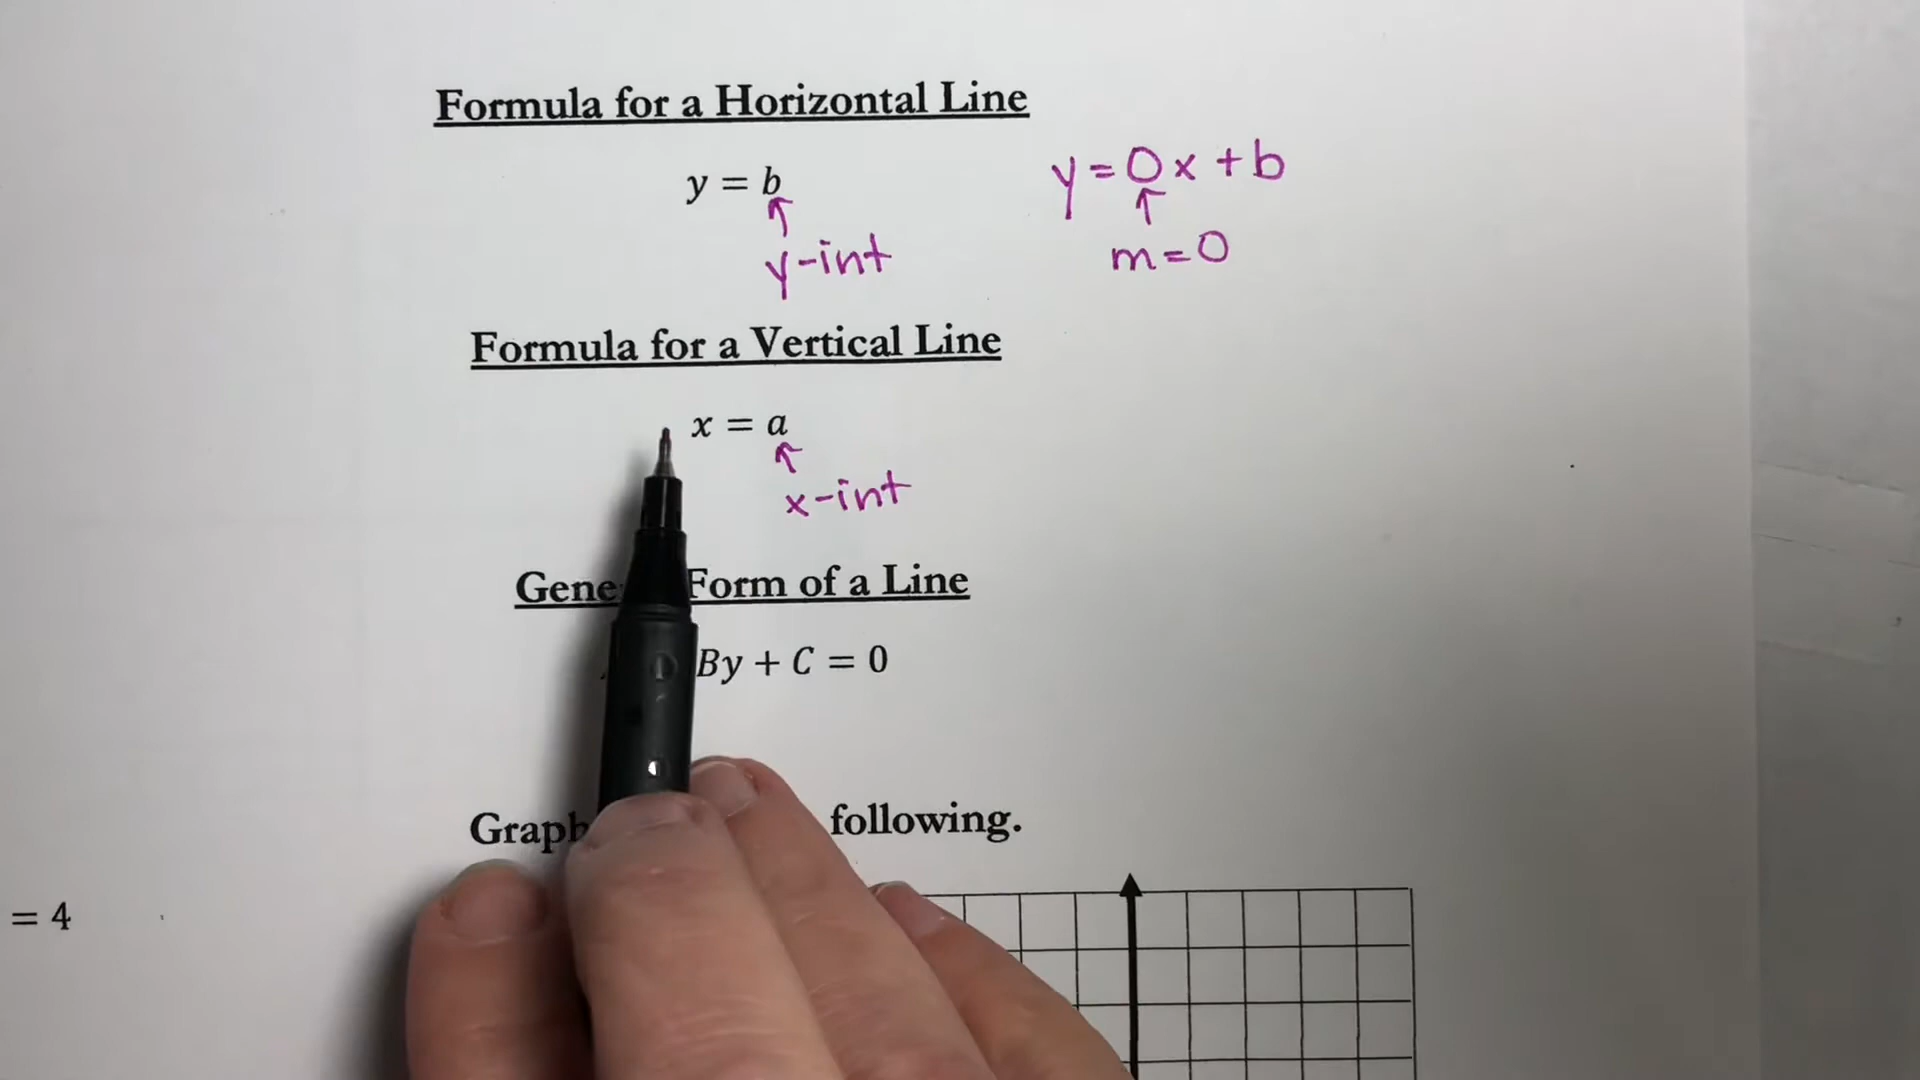 Formula for a Horizontal Line
y = b
y = 0x + b
↑
↑
y-int
m = 0
Formula for a Vertical Line
x = a
↑
x-int
Form of a Line
By + C = 0
following.
= 4